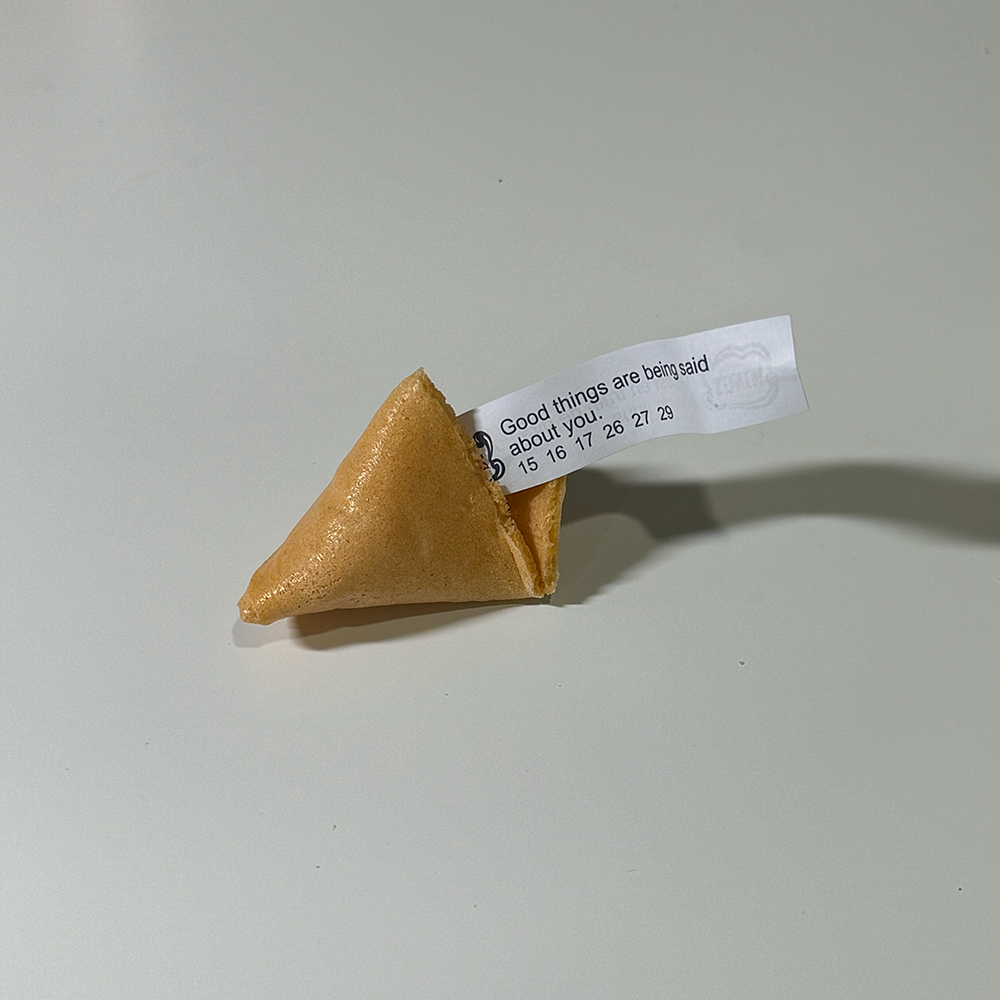 Good things are being said
about you.
15 16 17 26 27 29